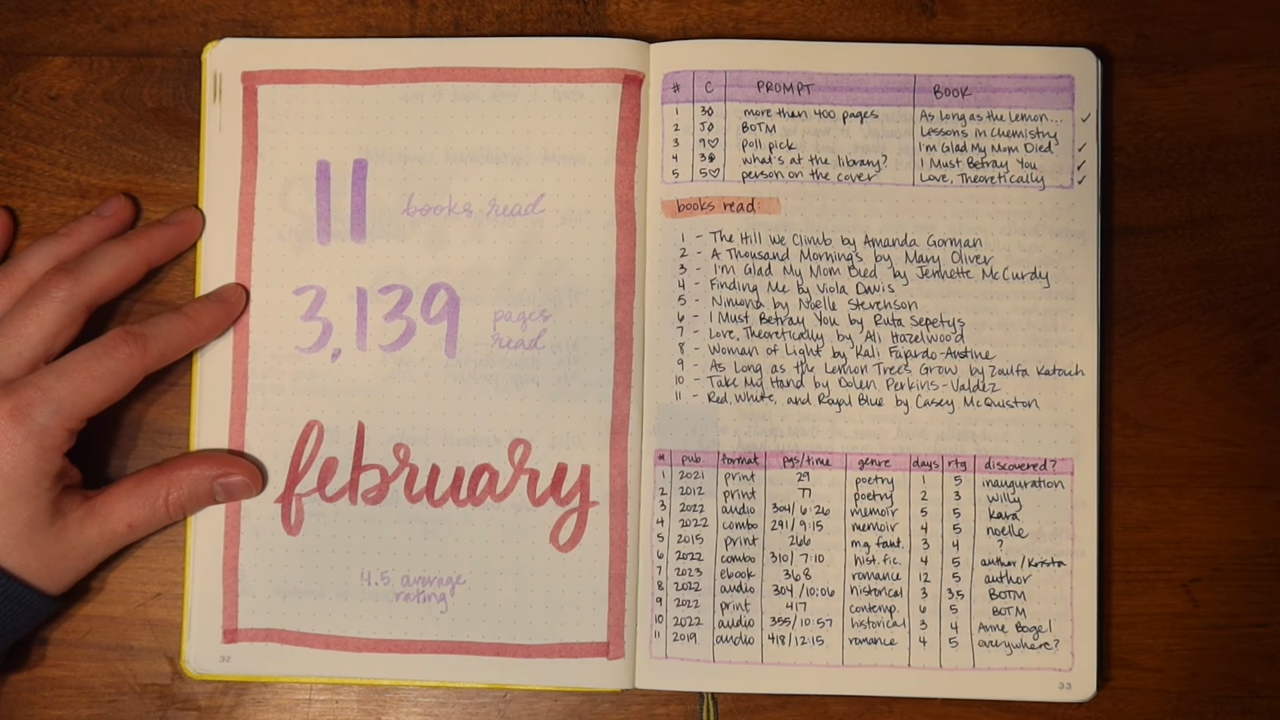 11 books read
3,139 pages
read
february
4.5 average
rating
32
# C PROMPT BOOK
1 3◊ more than 400 pages As Long as the Lemon... ✓
2 J◊ BOTM Lessons in Chemistry
3 9♡ poll pick I'm Glad My Mom Died ✓
4 3♠ what's at the library? I Must Betray You ✓
5 5♡ person on the cover Love, Theoretically ✓
books read:
1 - The Hill We Climb by Amanda Gorman
2 - A Thousand Mornings by Mary Oliver
3 - I'm Glad My Mom Died by Jennette McCurdy
4 - Finding Me by Viola Davis
5 - Nimona by Noelle Stevenson
6 - I Must Betray You by Ruta Sepetys
7 - Love, Theoretically by Ali Hazelwood
8 - Woman of Light by Kali Fajardo-Anstine
9 - As Long as the Lemon Trees Grow by Zoulfa Katouh
10 - Take My Hand by Dolen Perkins-Valdez
11 - Red, White, and Royal Blue by Casey McQuiston
# pub. format pgs/time genre days rtg discovered?
1 2021 print 29 poetry 1 5 inauguration
2 2012 print 77 poetry 2 3 willy
3 2022 audio 304/6:26 memoir 5 5 kara
4 2022 combo 291/9:15 memoir 4 5 noelle
5 2015 print 266 mg fant. 3 4 ?
6 2022 combo 310/7:10 hist. fic. 4 5 author/Krista
7 2023 ebook 368 romance 12 5 author
8 2022 audio 304/10:06 historical 3 3.5 BOTM
9 2022 print 417 contemp. 6 5 BOTM
10 2022 audio 355/10:57 historical 3 4 Anne Bogel
11 2019 audio 418/12:15 romance 4 5 everywhere?
33